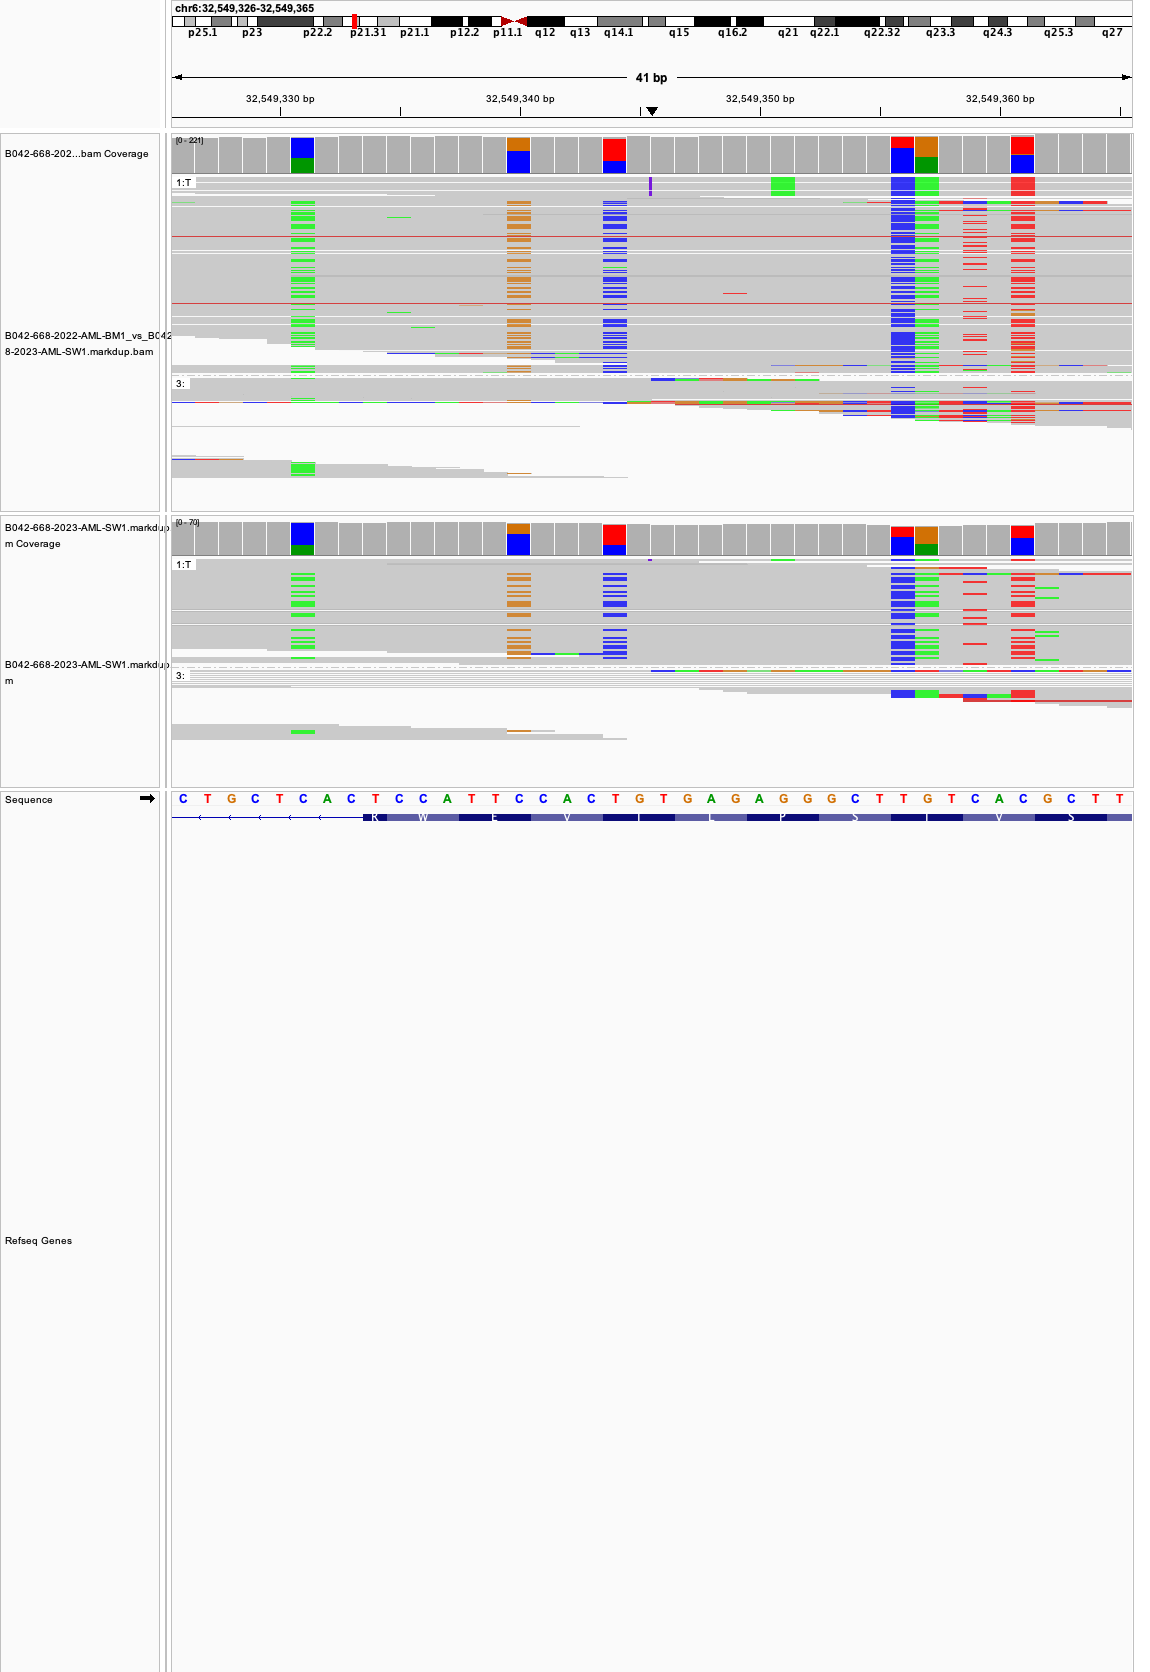 chr6:32,549,326-32,549,365
p25.1 p23 p22.2 p21.31 p21.1 p12.2 p11.1 q12 q13 q14.1 q15 q16.2 q21 q22.1 q22.32 q23.3 q24.3 q25.3 q27
41 bp
32,549,330 bp 32,549,340 bp 32,549,350 bp 32,549,360 bp
B042-668-202...bam Coverage
[0 - 221]
1:T
B042-668-2022-AML-BM1_vs_B042
8-2023-AML-SW1.markdup.bam
3:
B042-668-2023-AML-SW1.markdup
m Coverage
[0 - 70]
1:T
B042-668-2023-AML-SW1.markdup
m
3:
Sequence C T G C T C A C T C C A T T C C A C T G T G A G A G G G C T T G T C A C G C T T
R W E V T L P S T V S
Refseq Genes